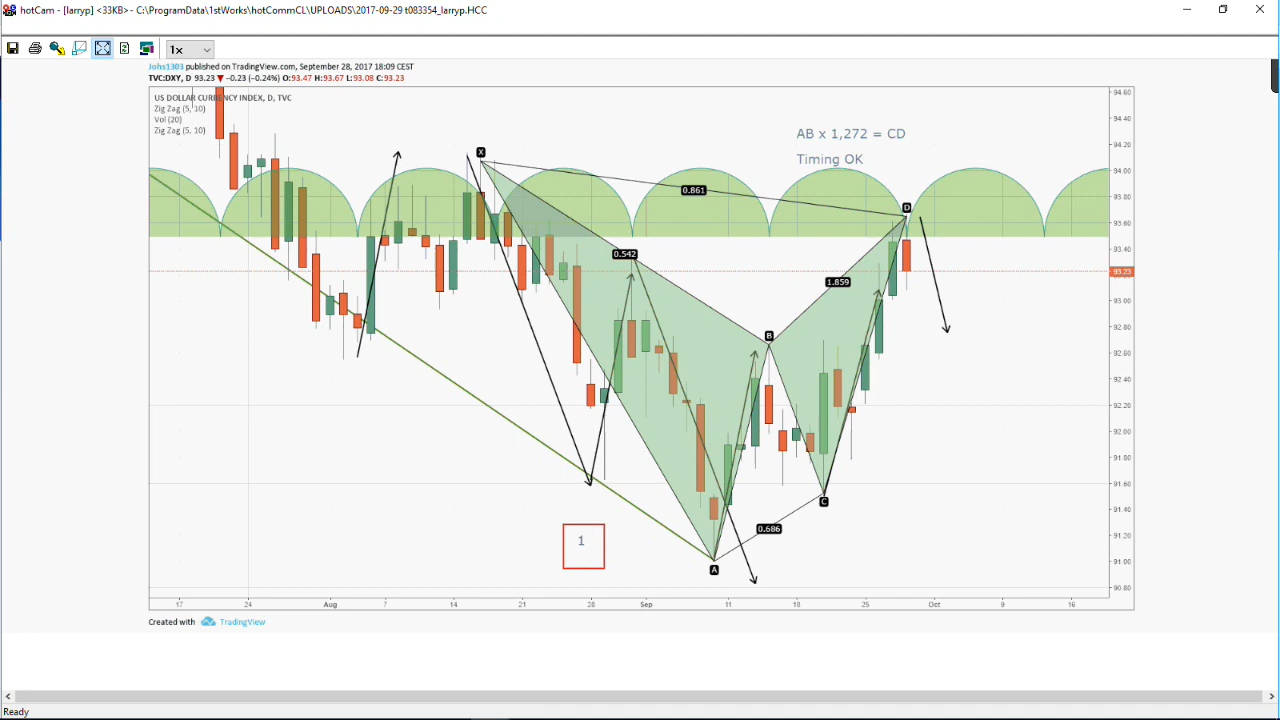 hotCam - [larryp] <33KB> - C:\ProgramData\1stWorks\hotCommCL\UPLOADS\2017-09-29 t083354_larryp.HCC
1x
Johs1303 published on TradingView.com, September 28, 2017 18:09 CEST
TVC:DXY, D 93.23 ▼ −0.23 (−0.24%) O:93.47 H:93.67 L:93.08 C:93.23
US DOLLAR CURRENCY INDEX, D, TVC
Zig Zag (5, 10)
Vol (20)
Zig Zag (5, 10)
AB x 1,272 = CD
Timing OK
X
0.861
D
0.542
1.859
B
C
0.686
A
1
94.60
94.40
94.20
94.00
93.80
93.60
93.40
93.23
93.00
92.80
92.60
92.40
92.20
92.00
91.80
91.60
91.40
91.20
91.00
90.80
17 24 Aug 7 14 21 28 Sep 11 18 25 Oct 9 16
Created with TradingView
Ready